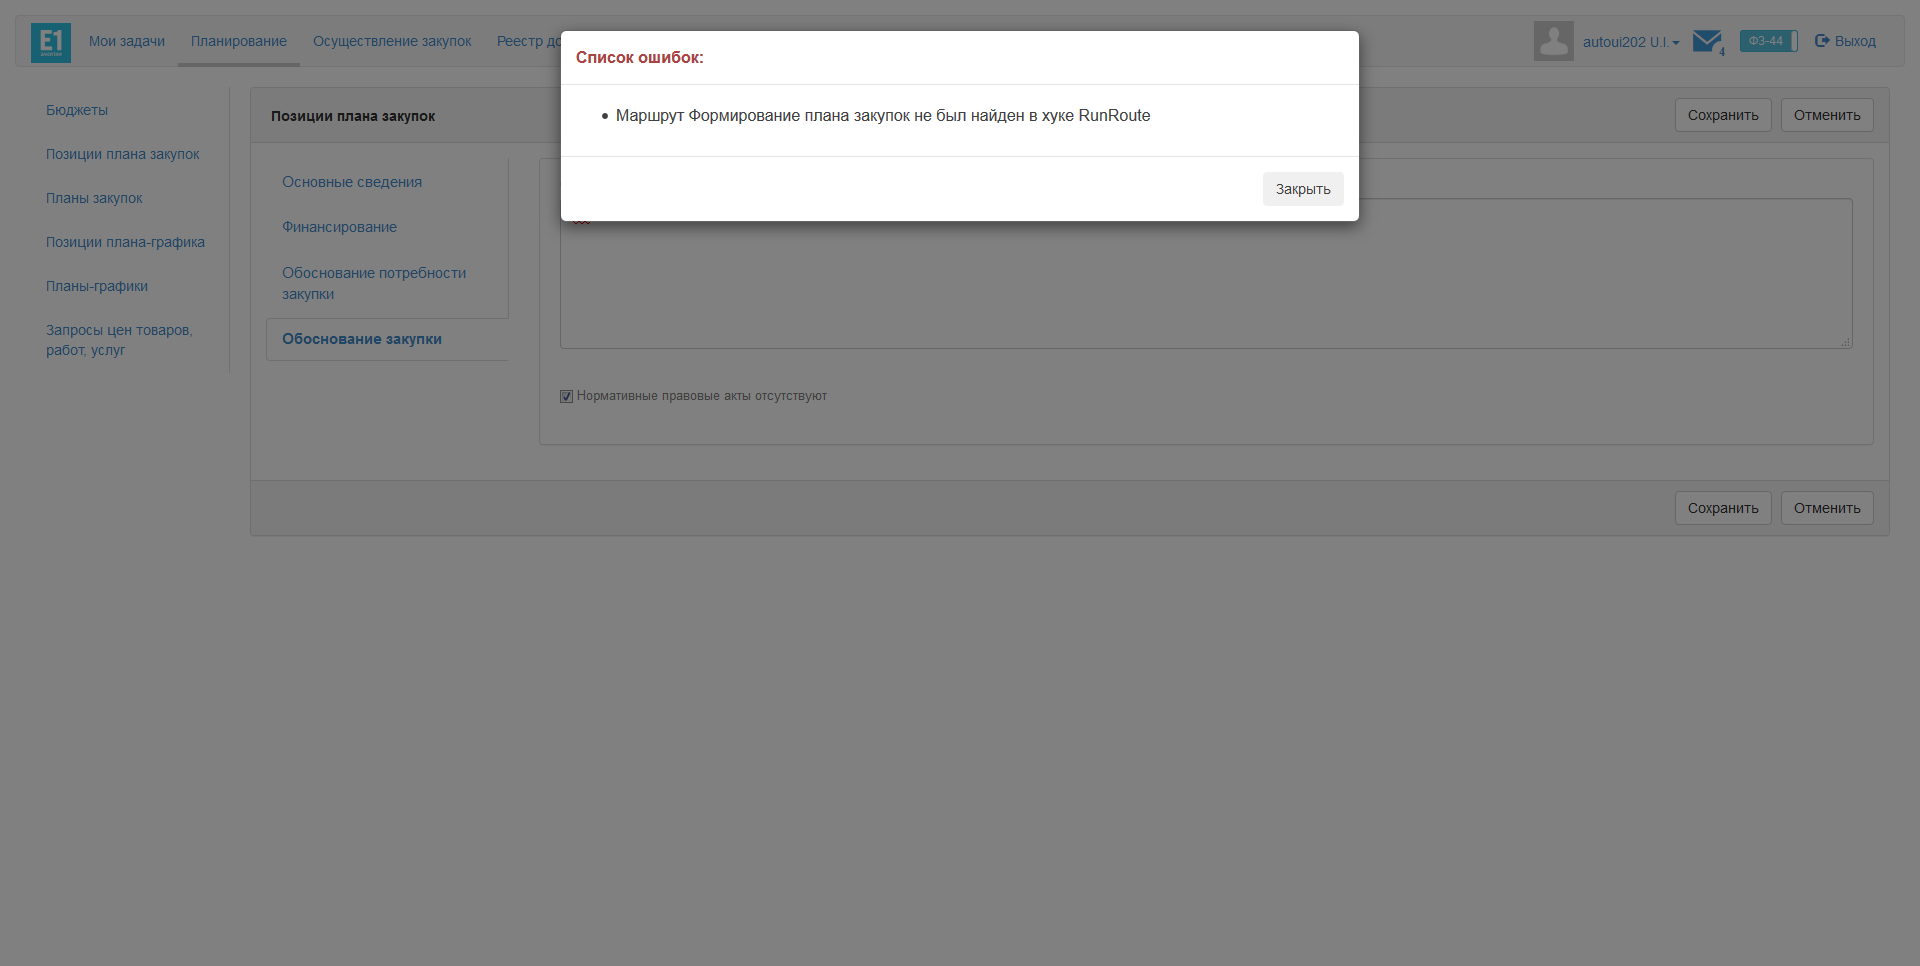 E1
Мои задачи
Планирование
Осуществление закупок
Реестр до
autoui202 U.I.
4
ФЗ-44
Выход
Список ошибок:
Маршрут Формирование плана закупок не был найден в хуке RunRoute
Закрыть
Бюджеты
Позиции плана закупок
Планы закупок
Позиции плана-графика
Планы-графики
Запросы цен товаров,
работ, услуг
Позиции плана закупок
Сохранить
Отменить
Основные сведения
Финансирование
Обоснование потребности
закупки
Обоснование закупки
Нормативные правовые акты отсутствуют
Сохранить
Отменить